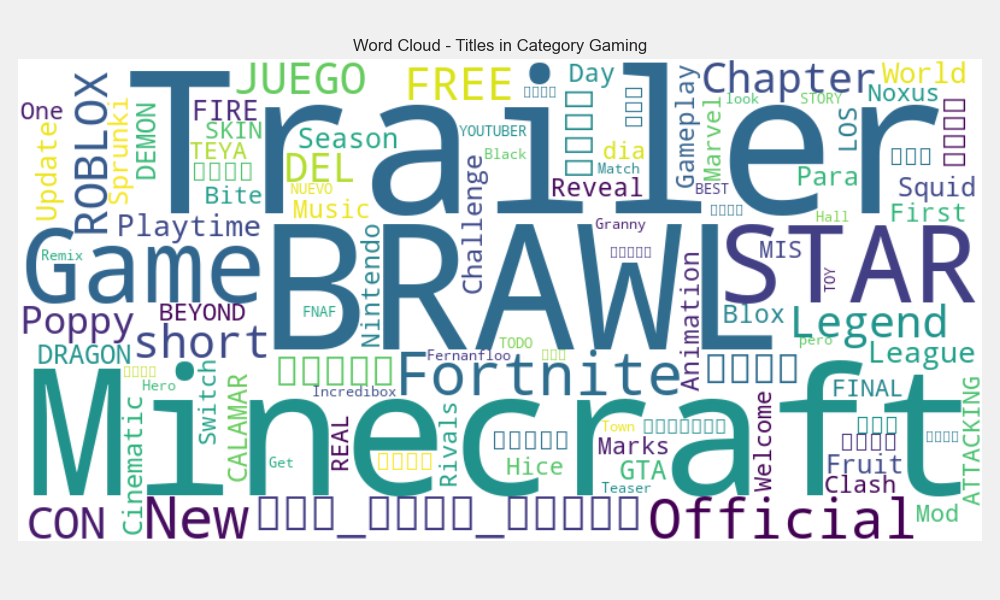 Word Cloud - Titles in Category Gaming
Trailer
BRAWL
Minecraft
Game
STAR
Fortnite
Official
New
Legend
short
Chapter
JUEGO
FREE
ROBLOX
CON
Poppy
DEL
Day
World
Noxus
One
Update
Sprunki
DEMON
FIRE
SKIN
TEYA
Bite
Season
Music
NUEVO
YOUTUBER
Black
Match
look
STORY
Gameplay
Marvel
LOS
dia
Reveal
BEST
Para
Squid
First
Hall
Playtime
Challenge
Granny
MIS
TOY
Remix
BEYOND
FNAF
Nintendo
Animation
Blox
pero
League
DRAGON
Hero
Switch
CALAMAR
Cinematic
TODO
Fernanfloo
Incredibox
Get
REAL
Rivals
Hice
Town
Marks
GTA
Teaser
Welcome
FINAL
Fruit
Clash
ATTACKING
Mod